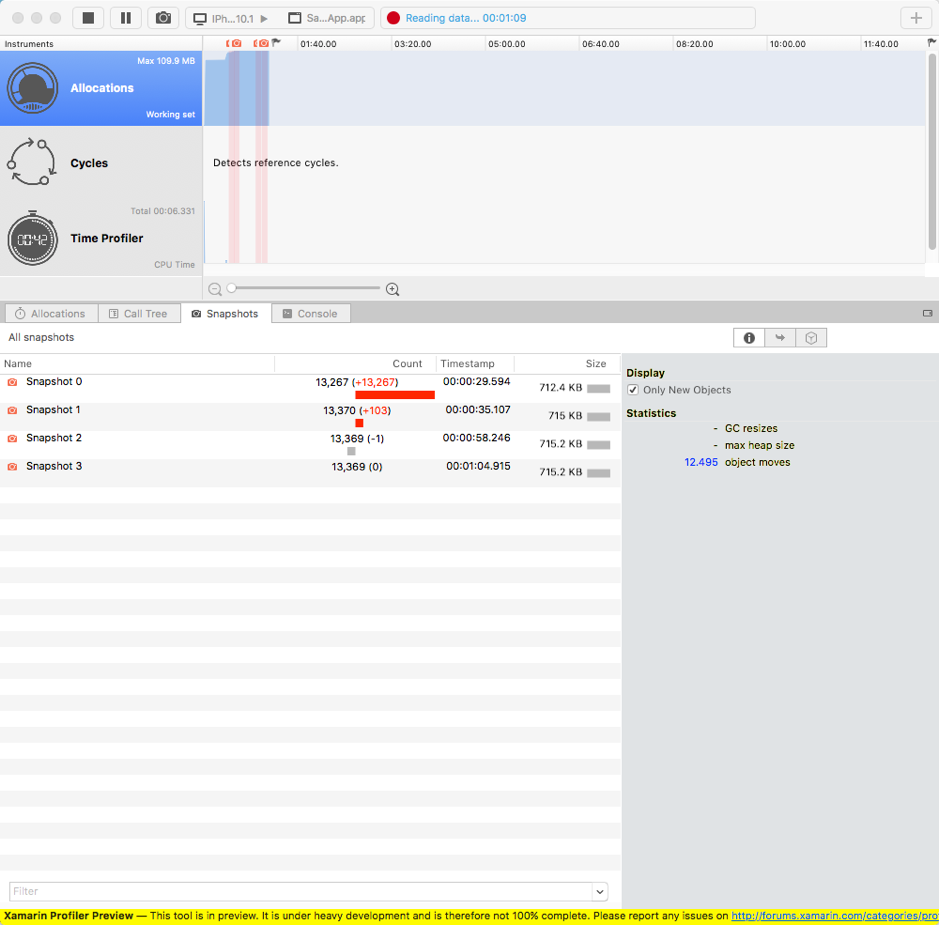 IPh...10.1 Sa...App.app Reading data... 00:01:09
Instruments 01:40.00 03:20.00 05:00.00 06:40.00 08:20.00 10:00.00 11:40.00
Max 109.9 MB
Allocations
Working set
Cycles
Detects reference cycles.
Total 00:06.331
00:42
Time Profiler
CPU Time
Allocations Call Tree Snapshots Console
All snapshots
Name Count Timestamp Size
Snapshot 0 13,267 (+13,267) 00:00:29.594 712.4 KB
Snapshot 1 13,370 (+103) 00:00:35.107 715 KB
Snapshot 2 13,369 (-1) 00:00:58.246 715.2 KB
Snapshot 3 13,369 (0) 00:01:04.915 715.2 KB
Display
Only New Objects
Statistics
- GC resizes
- max heap size
12.495 object moves
Filter
Xamarin Profiler Preview — This tool is in preview. It is under heavy development and is therefore not 100% complete. Please report any issues on http://forums.xamarin.com/categories/pro